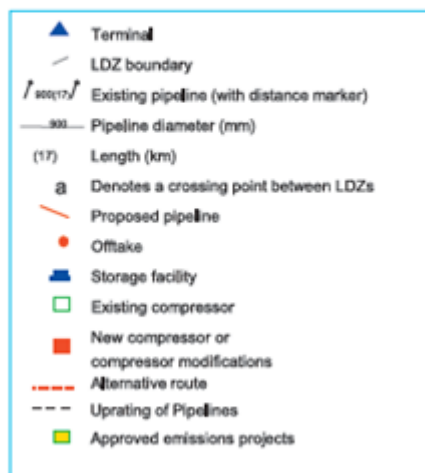 Terminal
LDZ boundary
900(17) Existing pipeline (with distance marker)
900 Pipeline diameter (mm)
(17) Length (km)
a Denotes a crossing point between LDZs
Proposed pipeline
Offtake
Storage facility
Existing compressor
New compressor or
compressor modifications
Alternative route
Uprating of Pipelines
Approved emissions projects